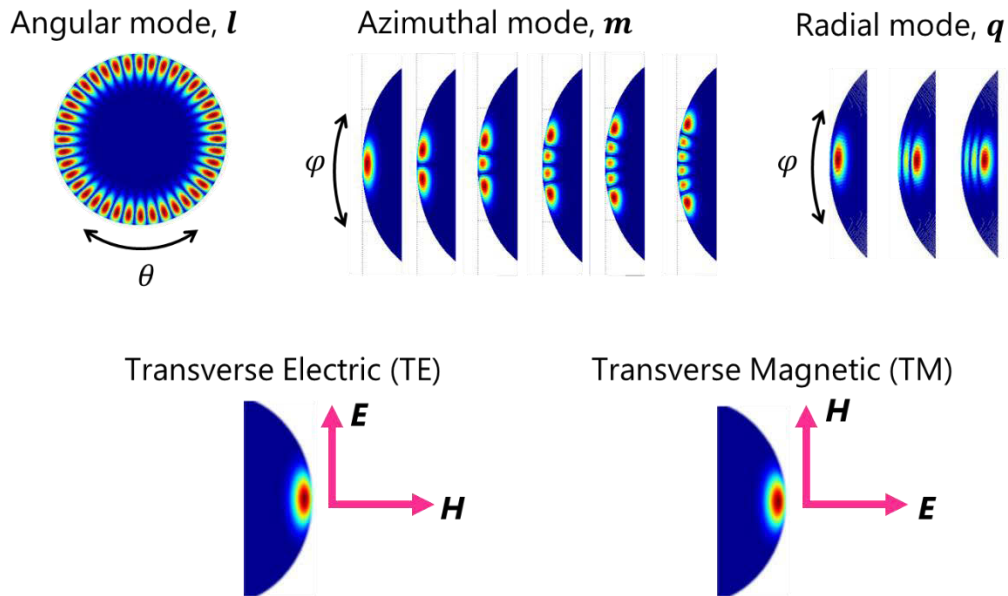 Angular mode, l
Azimuthal mode, m
Radial mode, q
φ
φ
θ
Transverse Electric (TE)
Transverse Magnetic (TM)
E
H
H
E